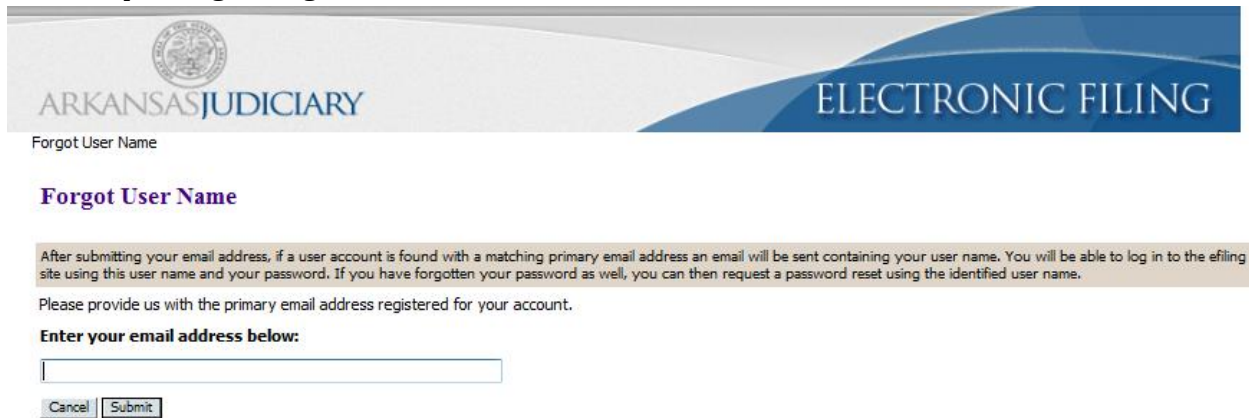 ARKANSASJUDICIARY
ELECTRONIC FILING
Forgot User Name
Forgot User Name
After submitting your email address, if a user account is found with a matching primary email address an email will be sent containing your user name. You will be able to log in to the efiling
site using this user name and your password. If you have forgotten your password as well, you can then request a password reset using the identified user name.
Please provide us with the primary email address registered for your account.
Enter your email address below:
Cancel Submit